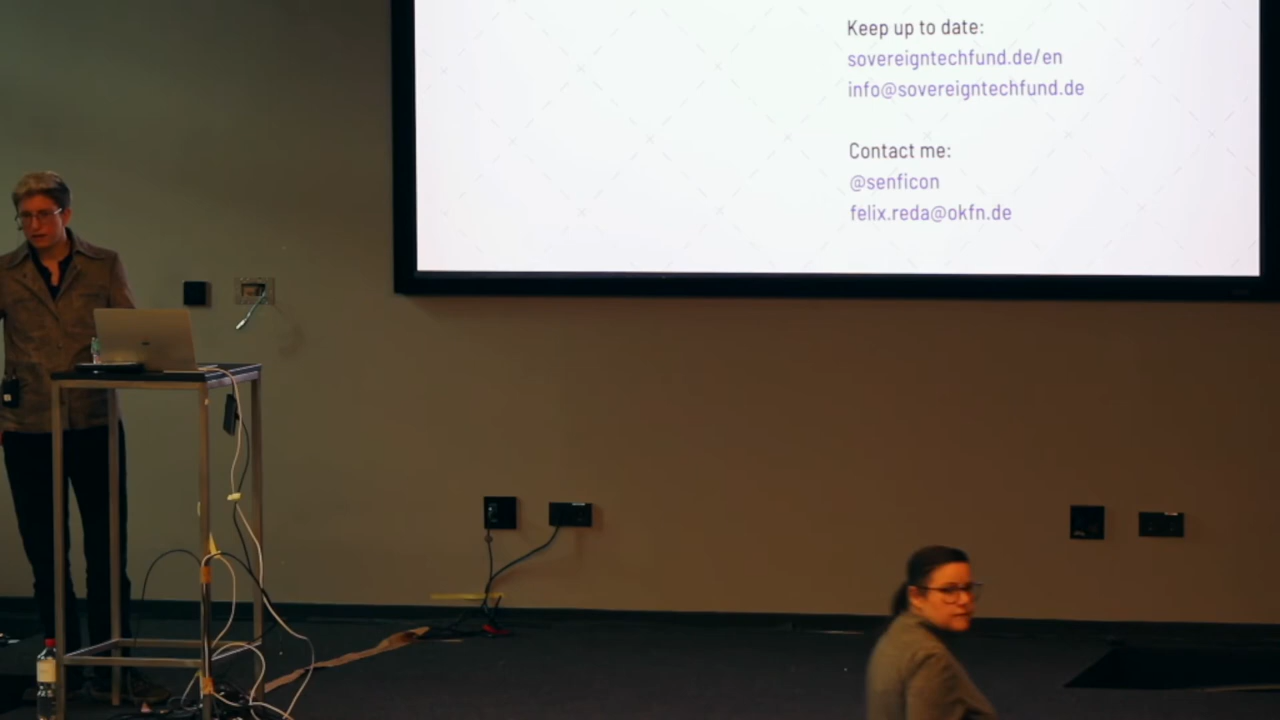 Keep up to date:
sovereigntechfund.de/en
info@sovereigntechfund.de
Contact me:
@senficon
felix.reda@okfn.de